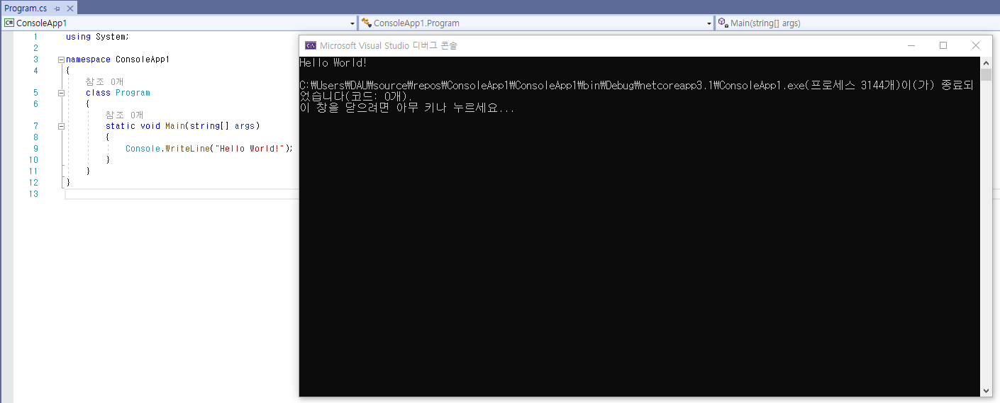 Program.cs
C# ConsoleApp1
ConsoleApp1.Program
Main(string[] args)
1 using System;
2
3 namespace ConsoleApp1
4 {
참조 0개
5 class Program
6 {
참조 0개
7 static void Main(string[] args)
8 {
9 Console.WriteLine("Hello World!");
10 }
11 }
12 }
13
C:\ Microsoft Visual Studio 디버그 콘솔
Hello World!
C:₩Users₩DAU₩source₩repos₩ConsoleApp1₩ConsoleApp1₩bin₩Debug₩netcoreapp3.1₩ConsoleApp1.exe(프로세스 3144개)이(가) 종료되
었습니다(코드: 0개).
이 창을 닫으려면 아무 키나 누르세요...